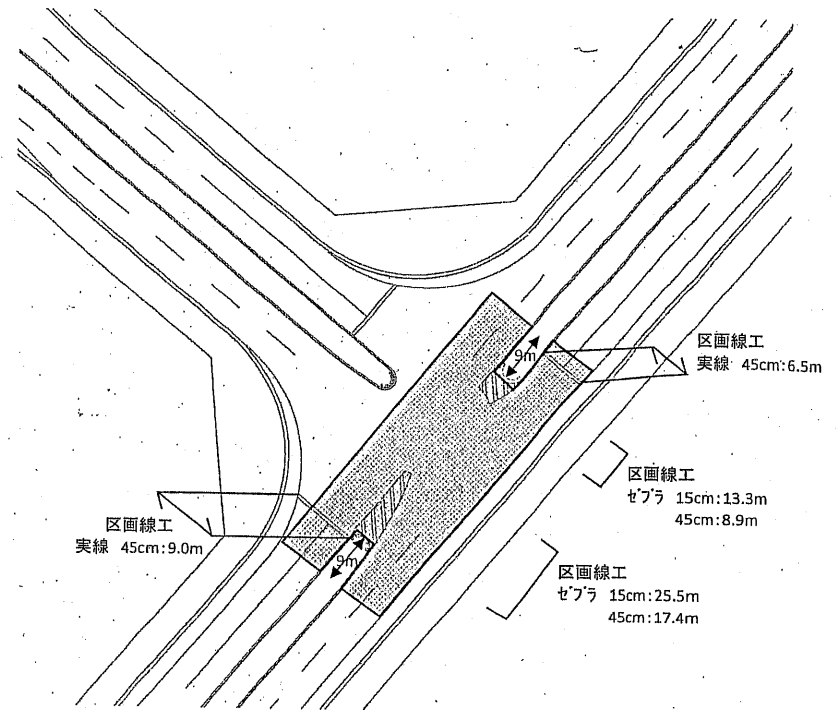 9m
区画線工
実線 45cm:6.5m
区画線工
ｾﾞﾌﾞﾗ 15cm:13.3m
45cm:8.9m
区画線工
実線 45cm:9.0m
9m
区画線工
ｾﾞﾌﾞﾗ 15cm:25.5m
45cm:17.4m